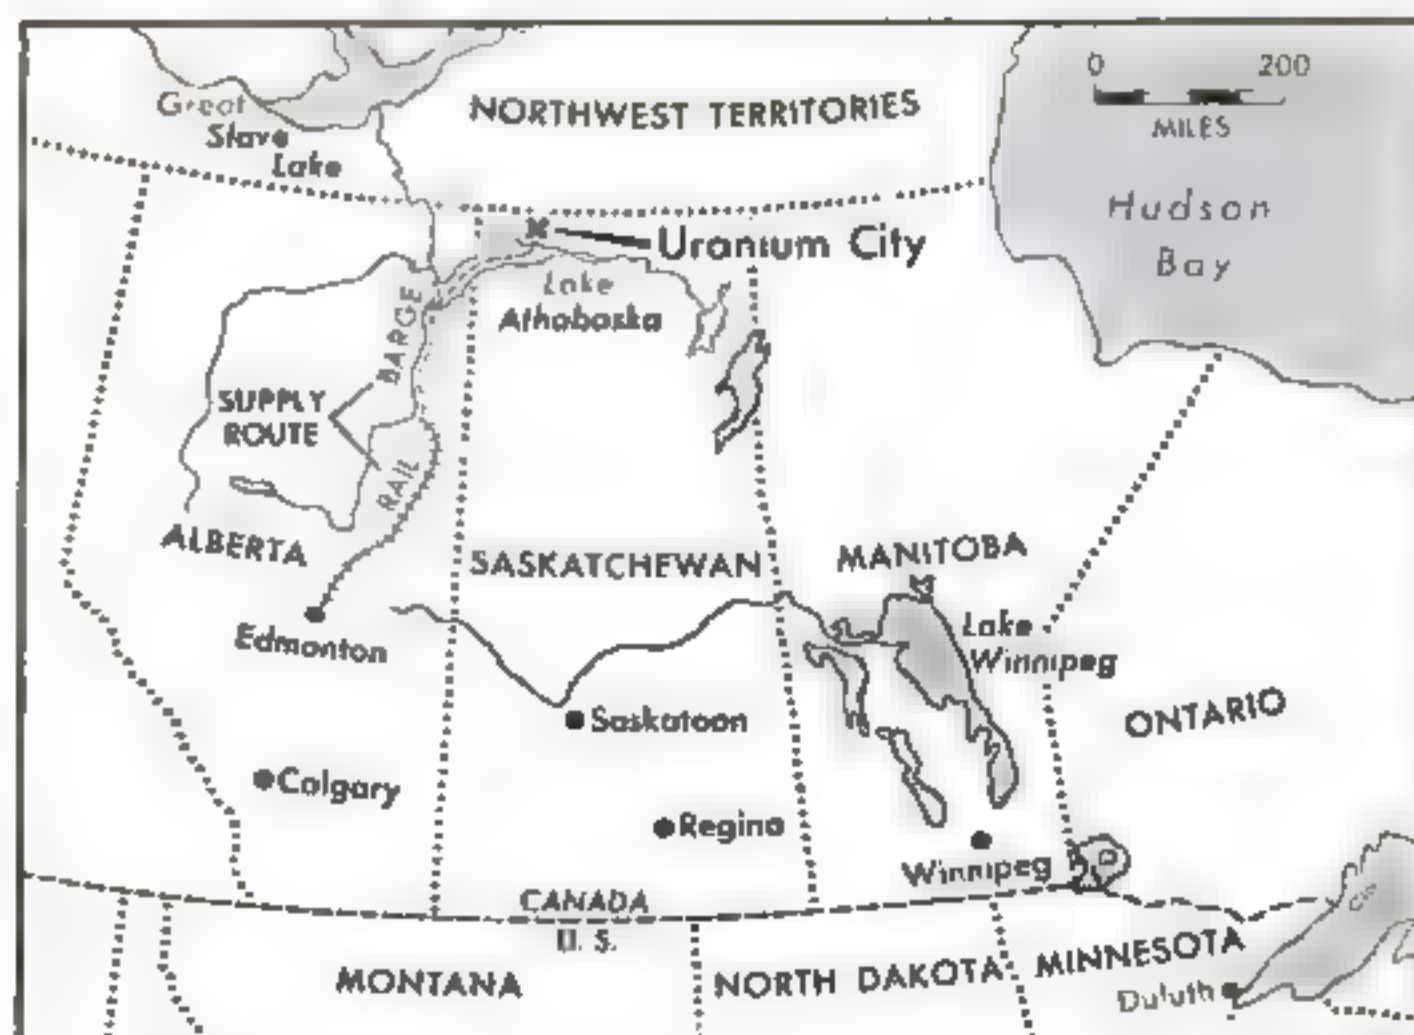 0 200
MILES
Great
Slave
Lake
NORTHWEST TERRITORIES
Hudson
Bay
Uranium City
Lake
Athabaska
BARGE
SUPPLY
ROUTE
RAIL
ALBERTA
SASKATCHEWAN
MANITOBA
Edmonton
Lake
Winnipeg
Saskatoon
ONTARIO
Calgary
Regina
Winnipeg
CANADA
U. S.
MONTANA
NORTH DAKOTA
MINNESOTA
Duluth